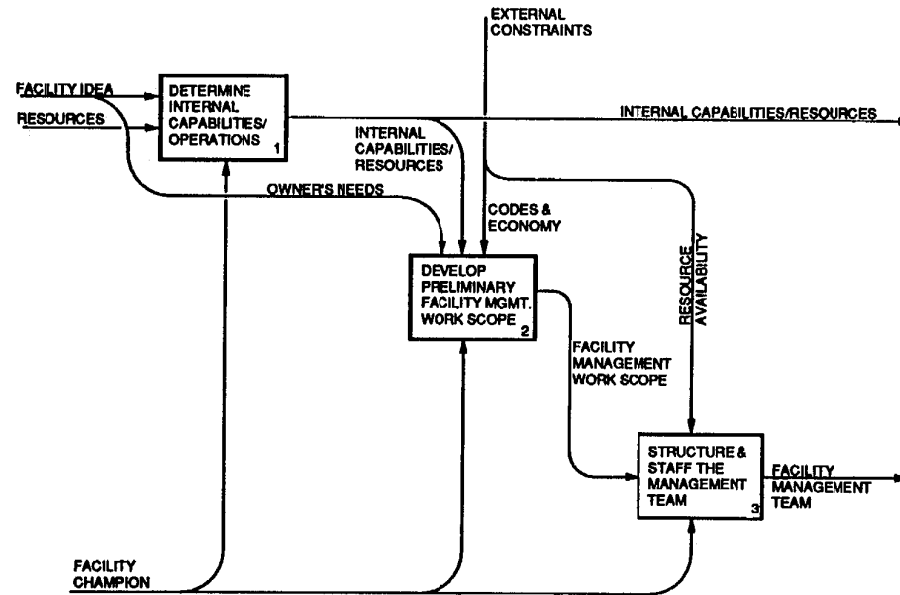 EXTERNAL
CONSTRAINTS
FACILITY IDEA
RESOURCES
DETERMINE
INTERNAL
CAPABILITIES/
OPERATIONS
1
INTERNAL CAPABILITIES/RESOURCES
INTERNAL
CAPABILITIES/
RESOURCES
OWNER'S NEEDS
CODES &
ECONOMY
DEVELOP
PRELIMINARY
FACILITY MGMT.
WORK SCOPE
2
RESOURCE
AVAILABILITY
FACILITY
MANAGEMENT
WORK SCOPE
STRUCTURE &
STAFF THE
MANAGEMENT
TEAM
3
FACILITY
MANAGEMENT
TEAM
FACILITY
CHAMPION